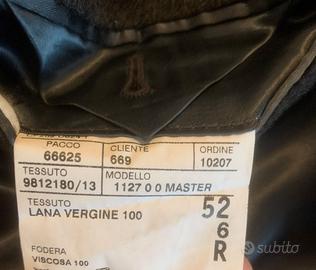 PACCO CLIENTE ORDINE
66625 669 10207
TESSUTO MODELLO
9812180/13 1127 0 0 MASTER
TESSUTO
LANA VERGINE 100
52
6
R
FODERA
VISCOSA 100
subito